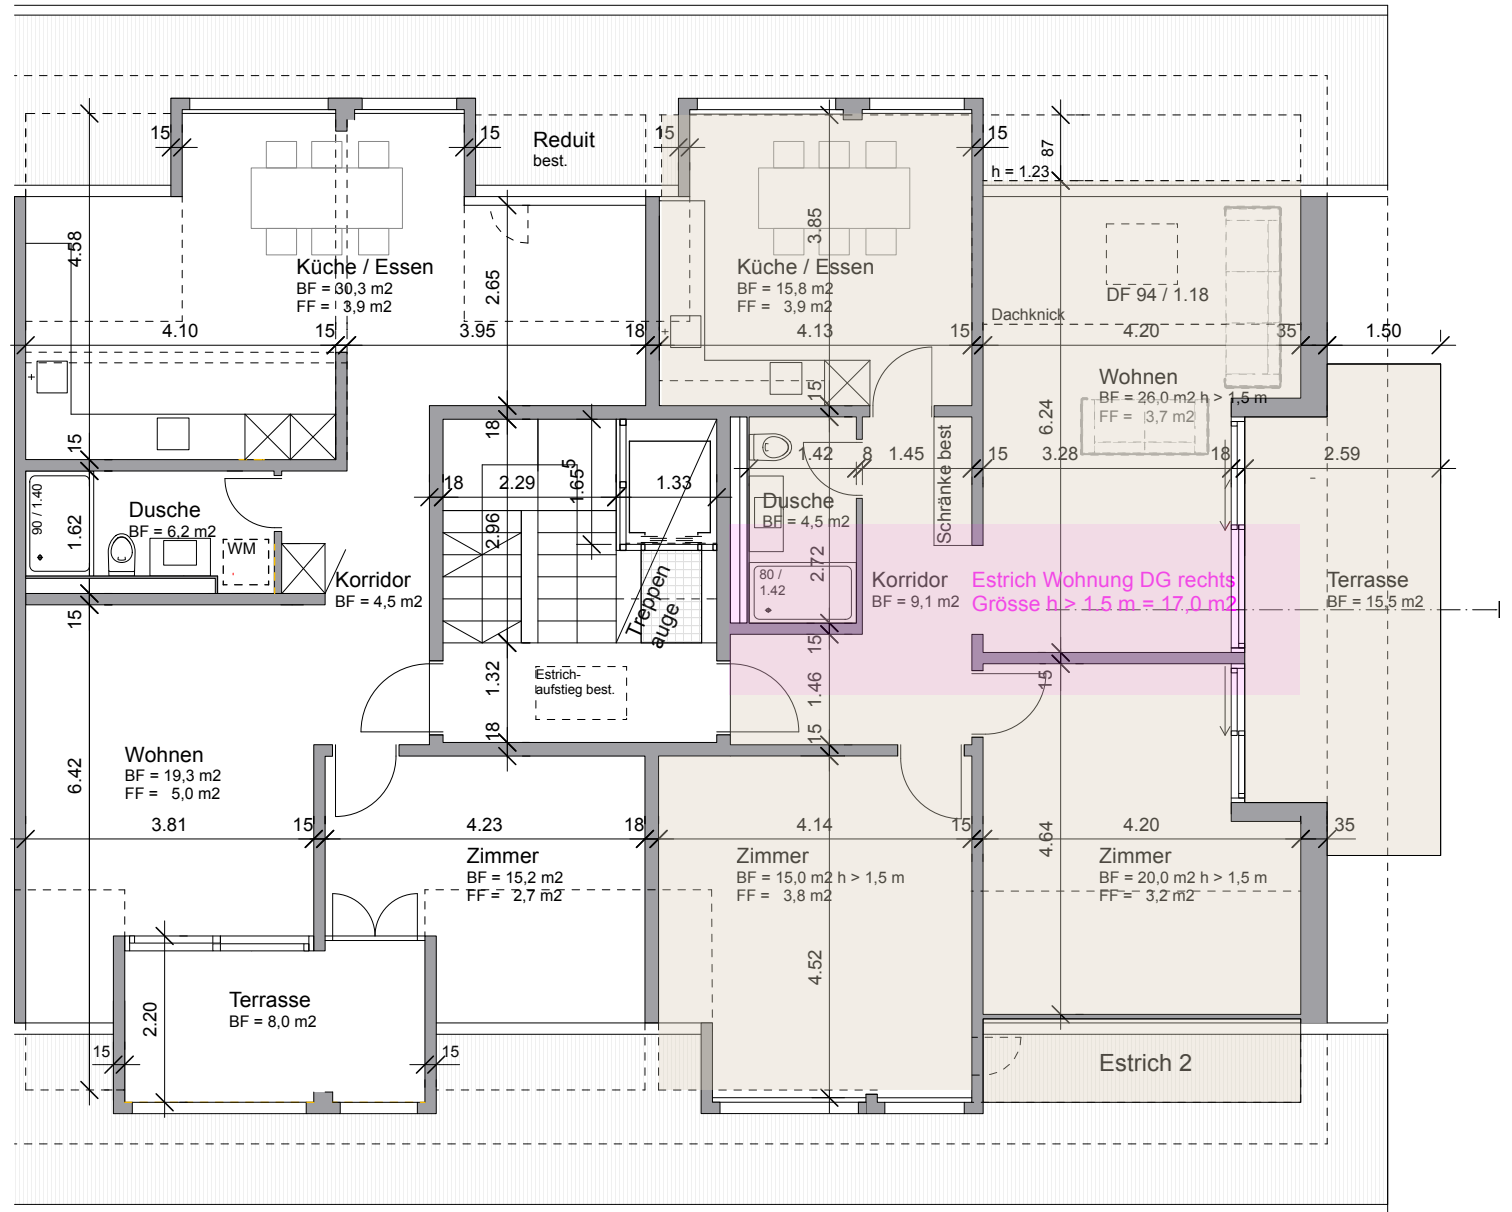 15
15
Reduit
best.
15
15
87
h = 1.23
4.58
2.65
3.85
Küche / Essen
BF = 30,3 m2
FF =   3,9 m2
Küche / Essen
BF = 15,8 m2
FF =   3,9 m2
DF 94 / 1.18
Dachknick
4.10
15
3.95
18
4.13
15
4.20
35
1.50
Wohnen
BF = 26,0 m2 h > 1,5 m
FF =   3,7 m2
15
6.24
15
18
1.42
8
1.45
Schränke best
15
3.28
18
2.59
18
2.29
1.65 5
1.33
90 / 1.40
1.62
Dusche
BF = 6,2 m2
WM
2.96
Dusche
BF = 4,5 m2
2.72
80 /
1.42
Korridor
BF = 4,5 m2
Treppen
auge
Korridor
BF = 9,1 m2
Estrich Wohnung DG rechts
Grösse h > 1.5 m = 17,0 m2
Terrasse
BF = 15,5 m2
15
15
1.32
Estrich-
aufstieg best.
1.46
15
18
15
Wohnen
BF = 19,3 m2
FF =   5,0 m2
6.42
3.81
15
4.23
18
4.14
15
4.64
4.20
35
Zimmer
BF = 15,2 m2
FF =   2,7 m2
Zimmer
BF = 15,0 m2 h > 1,5 m
FF =   3,8 m2
Zimmer
BF = 20,0 m2 h > 1,5 m
FF =   3,2 m2
4.52
2.20
Terrasse
BF = 8,0 m2
15
15
Estrich 2